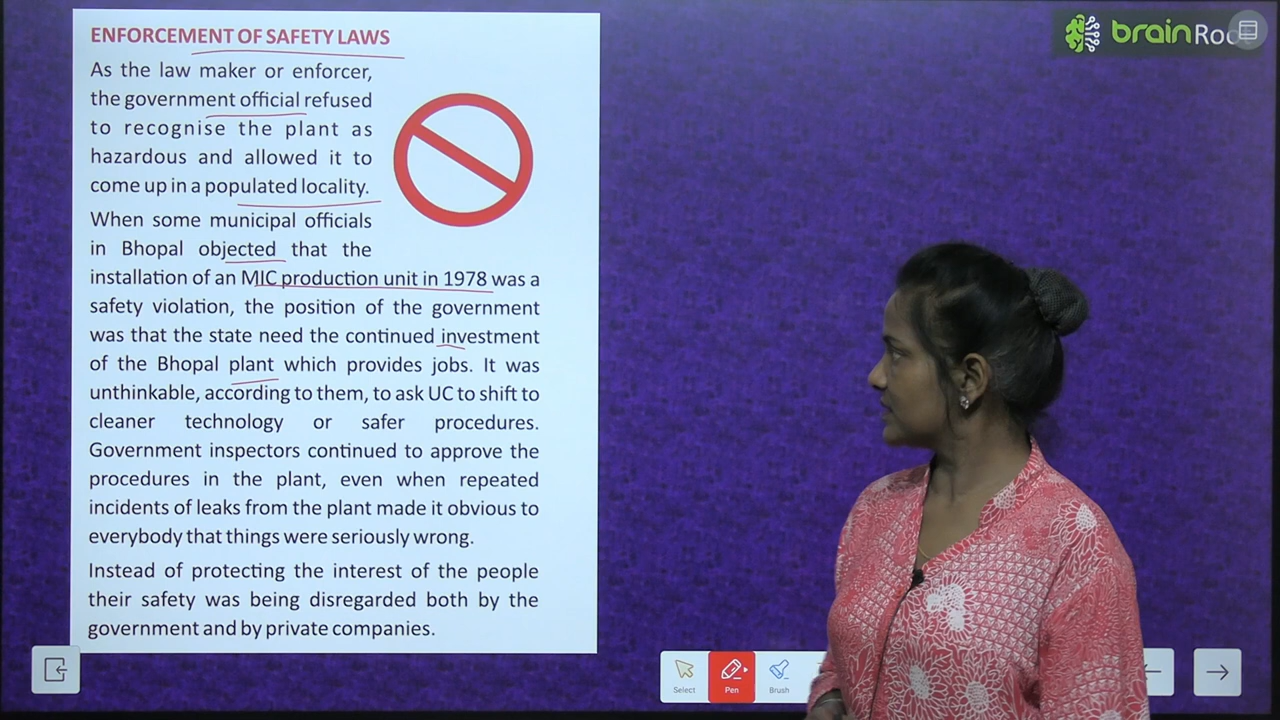 ENFORCEMENT OF SAFETY LAWS
As the law maker or enforcer,
the government official refused
to recognise the plant as
hazardous and allowed it to
come up in a populated locality.
When some municipal officials
in Bhopal objected that the
installation of an MIC production unit in 1978 was a
safety violation, the position of the government
was that the state need the continued investment
of the Bhopal plant which provides jobs. It was
unthinkable, according to them, to ask UC to shift to
cleaner technology or safer procedures.
Government inspectors continued to approve the
procedures in the plant, even when repeated
incidents of leaks from the plant made it obvious to
everybody that things were seriously wrong.
Instead of protecting the interest of the people
their safety was being disregarded both by the
government and by private companies.
brain
Select Pen Brush